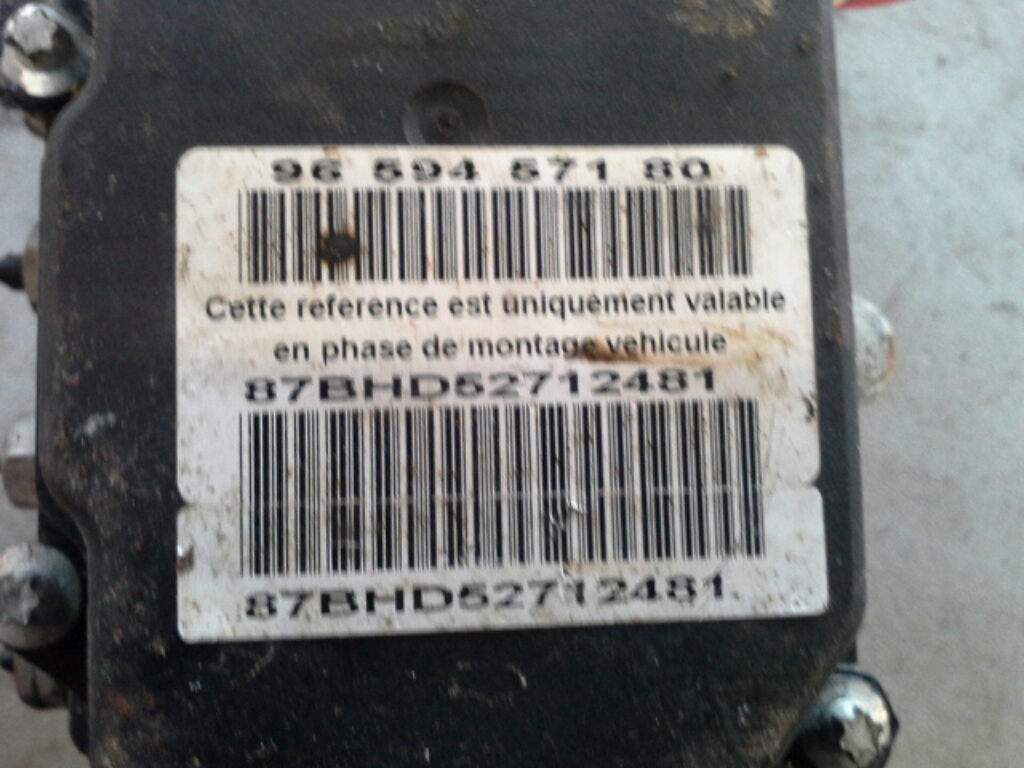 96 594 571 80
Cette reference est uniquement valable
en phase de montage vehicule
87BHD52712481
87BHD52712481